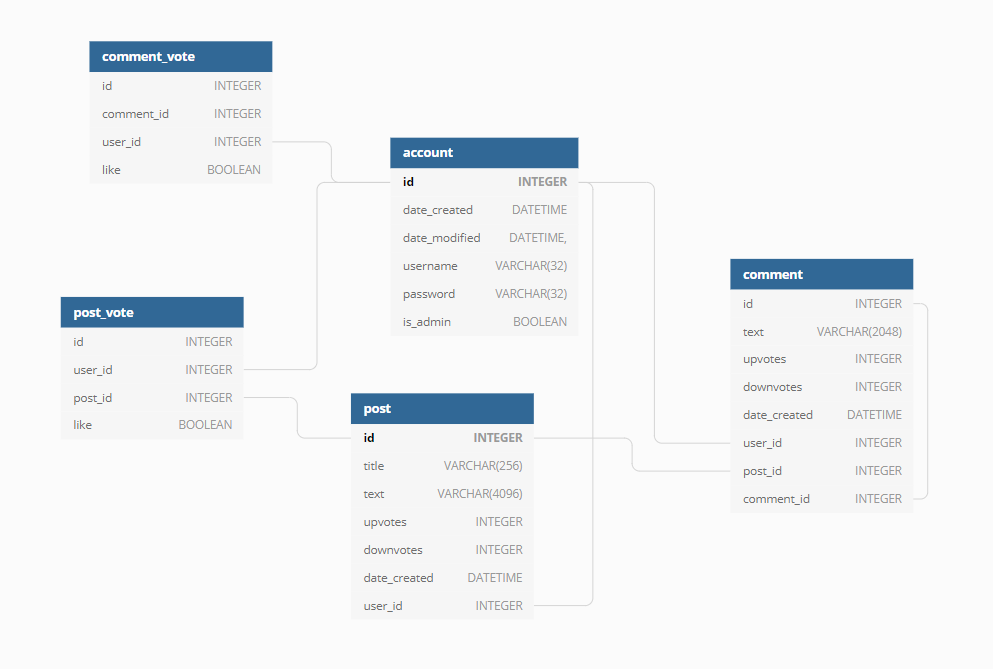 comment_vote
id INTEGER
comment_id INTEGER
user_id INTEGER
like BOOLEAN
account
id INTEGER
date_created DATETIME
date_modified DATETIME,
username VARCHAR(32)
password VARCHAR(32)
is_admin BOOLEAN
comment
id INTEGER
text VARCHAR(2048)
upvotes INTEGER
downvotes INTEGER
date_created DATETIME
user_id INTEGER
post_id INTEGER
comment_id INTEGER
post_vote
id INTEGER
user_id INTEGER
post_id INTEGER
like BOOLEAN
post
id INTEGER
title VARCHAR(256)
text VARCHAR(4096)
upvotes INTEGER
downvotes INTEGER
date_created DATETIME
user_id INTEGER